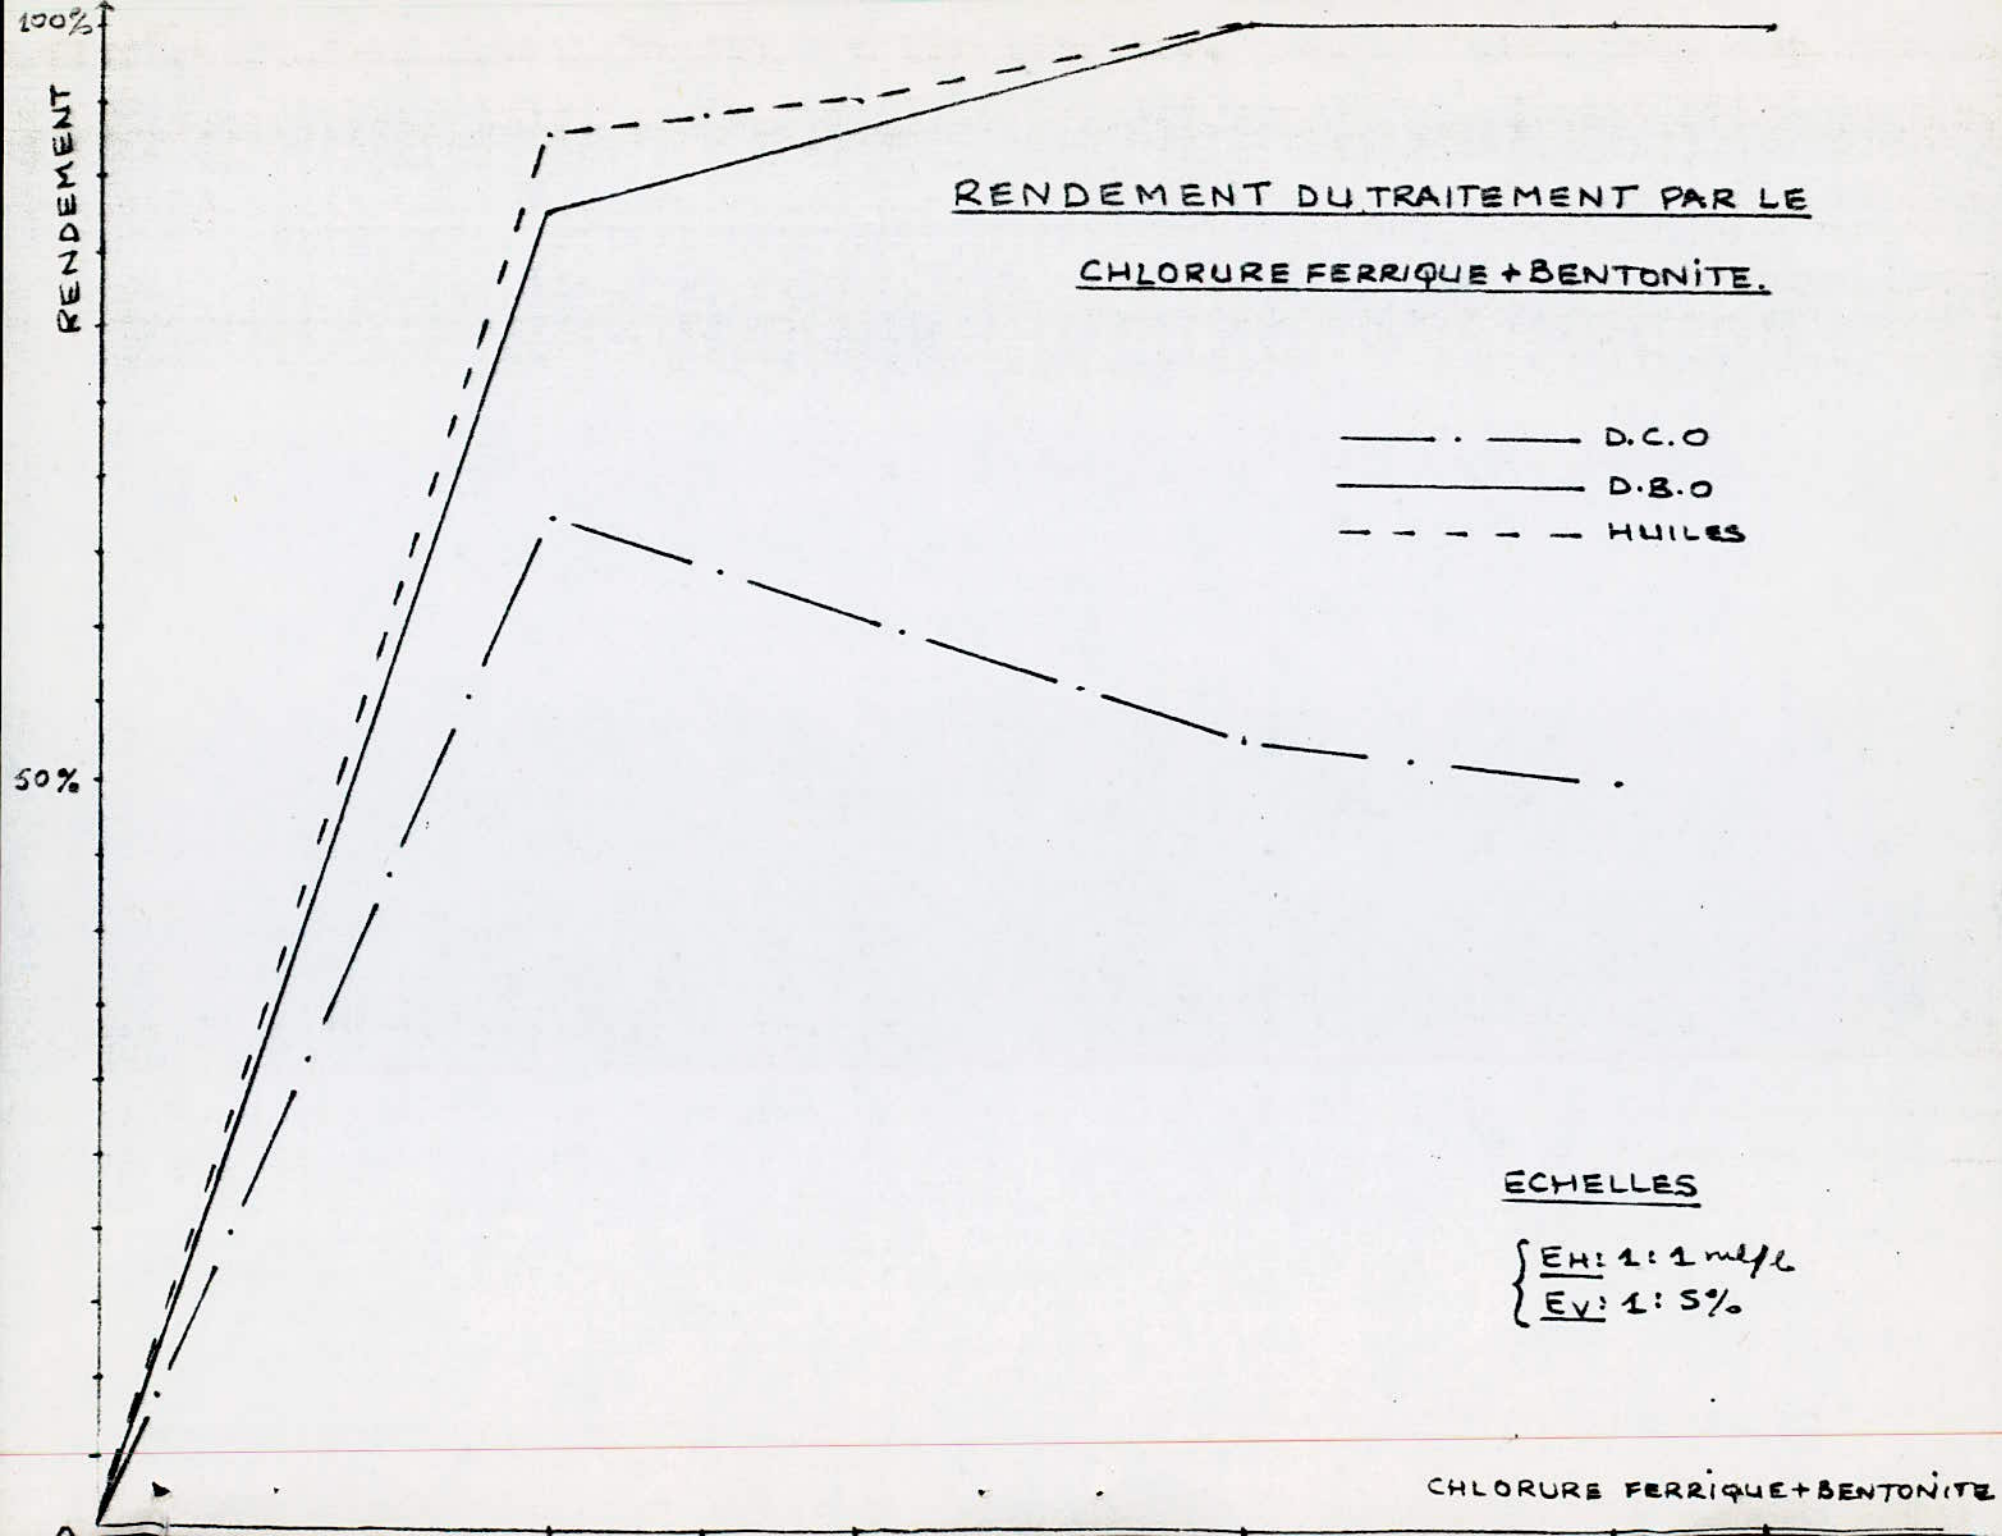 100%
RENDEMENT
RENDEMENT DU TRAITEMENT PAR LE
CHLORURE FERRIQUE + BENTONITE.
D.C.O
D.B.O
HUILES
50%
ECHELLES
EH: 1: 1 ml/l
EV: 1: 5%
CHLORURE FERRIQUE + BENTONITE